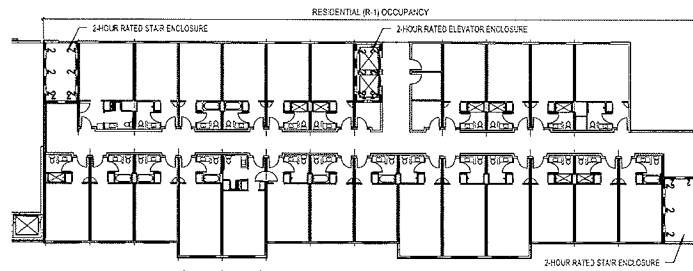 RESIDENTIAL (R-1) OCCUPANCY
2-HOUR RATED STAIR ENCLOSURE
2-HOUR RATED ELEVATOR ENCLOSURE
2-HOUR RATED STAIR ENCLOSURE